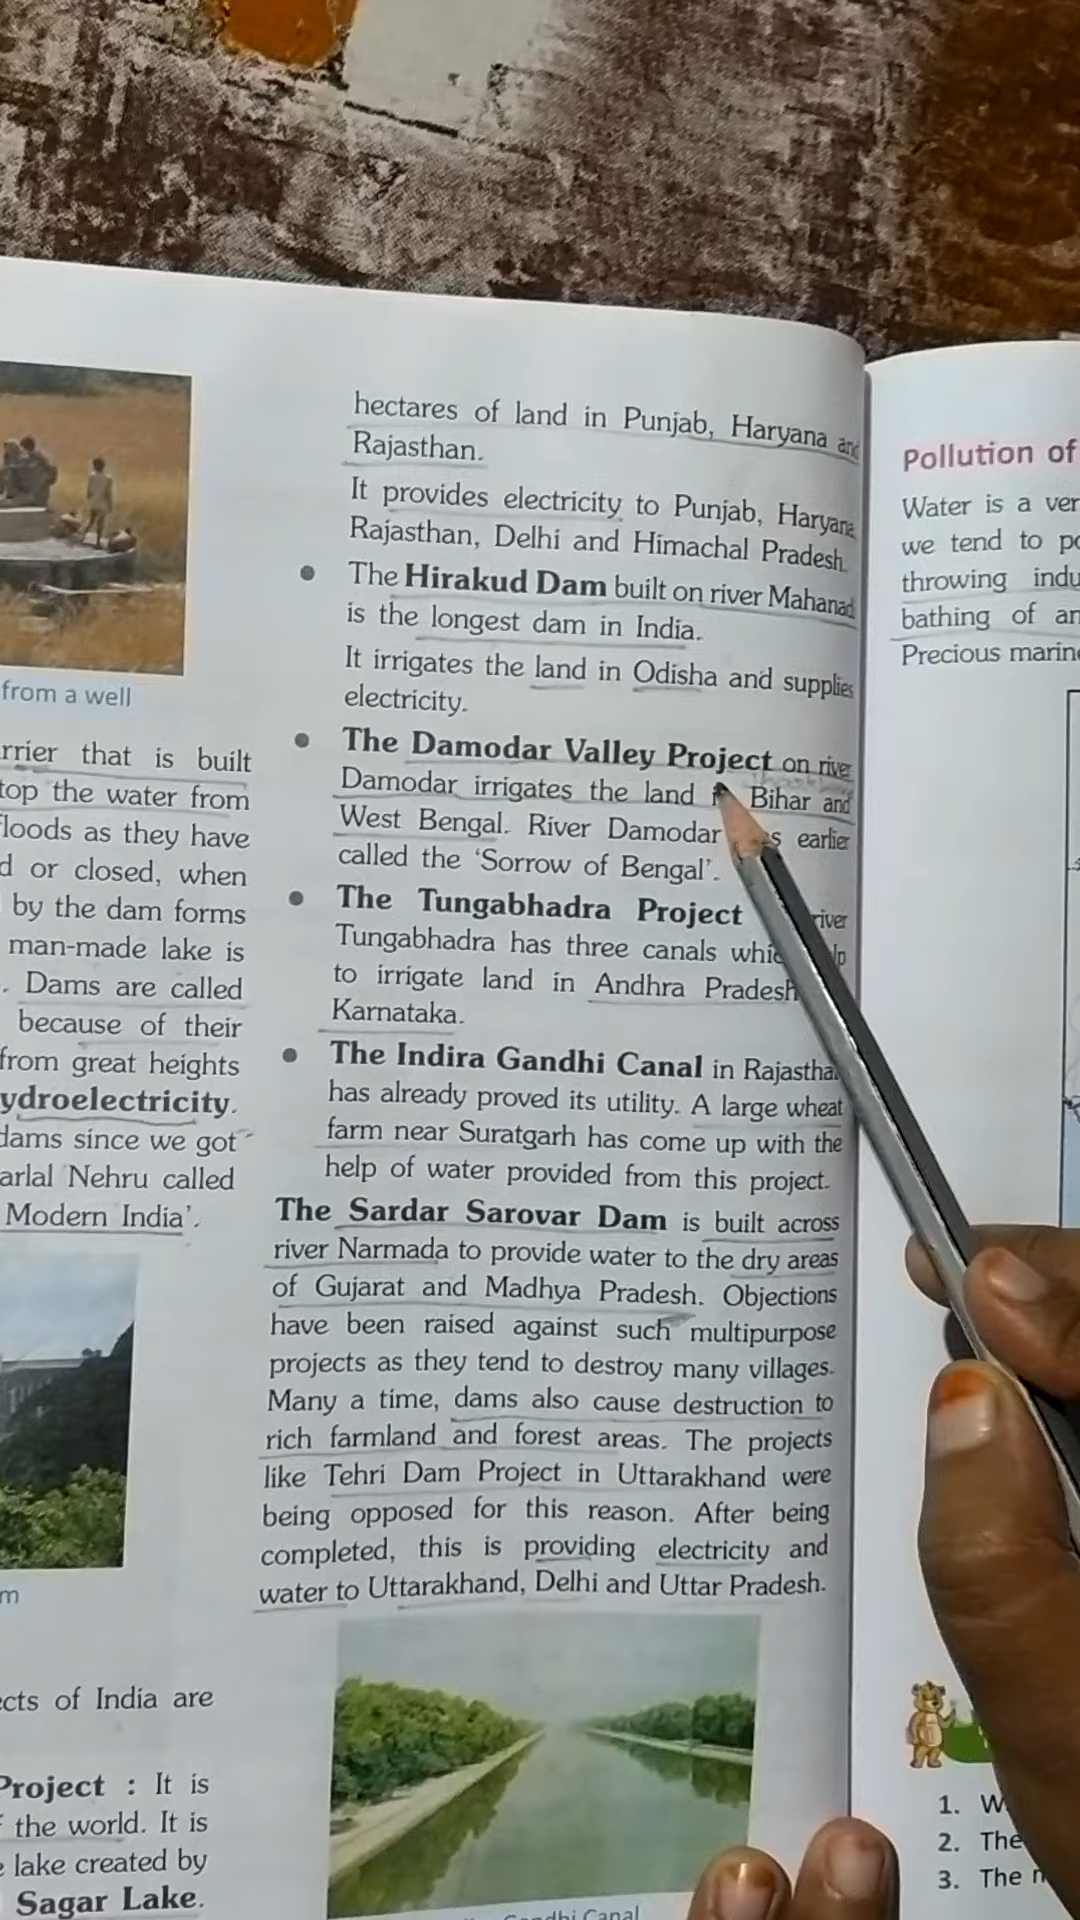 from a well
rrier that is built
top the water from
loods as they have
d or closed, when
by the dam forms
man-made lake is
. Dams are called
because of their
from great heights
ydroelectricity.
dams since we got
arlal Nehru called
Modern India'.
m
cts of India are
Project : It is
the world. It is
lake created by
Sagar Lake.
hectares of land in Punjab, Haryana and
Rajasthan.
It provides electricity to Punjab, Haryana,
Rajasthan, Delhi and Himachal Pradesh.
• The Hirakud Dam built on river Mahanad
is the longest dam in India.
It irrigates the land in Odisha and supplies
electricity.
• The Damodar Valley Project on river
Damodar irrigates the land Bihar and
West Bengal. River Damodar earlier
called the 'Sorrow of Bengal'.
• The Tungabhadra Project river
Tungabhadra has three canals whic lp
to irrigate land in Andhra Pradesh
Karnataka.
• The Indira Gandhi Canal in Rajasthan
has already proved its utility. A large wheat
farm near Suratgarh has come up with the
help of water provided from this project.
The Sardar Sarovar Dam is built across
river Narmada to provide water to the dry areas
of Gujarat and Madhya Pradesh. Objections
have been raised against such multipurpose
projects as they tend to destroy many villages.
Many a time, dams also cause destruction to
rich farmland and forest areas. The projects
like Tehri Dam Project in Uttarakhand were
being opposed for this reason. After being
completed, this is providing electricity and
water to Uttarakhand, Delhi and Uttar Pradesh.
Gandhi Canal
Pollution of
Water is a ver
we tend to po
throwing indu
bathing of an
Precious marine
1. W
2. The
3. The